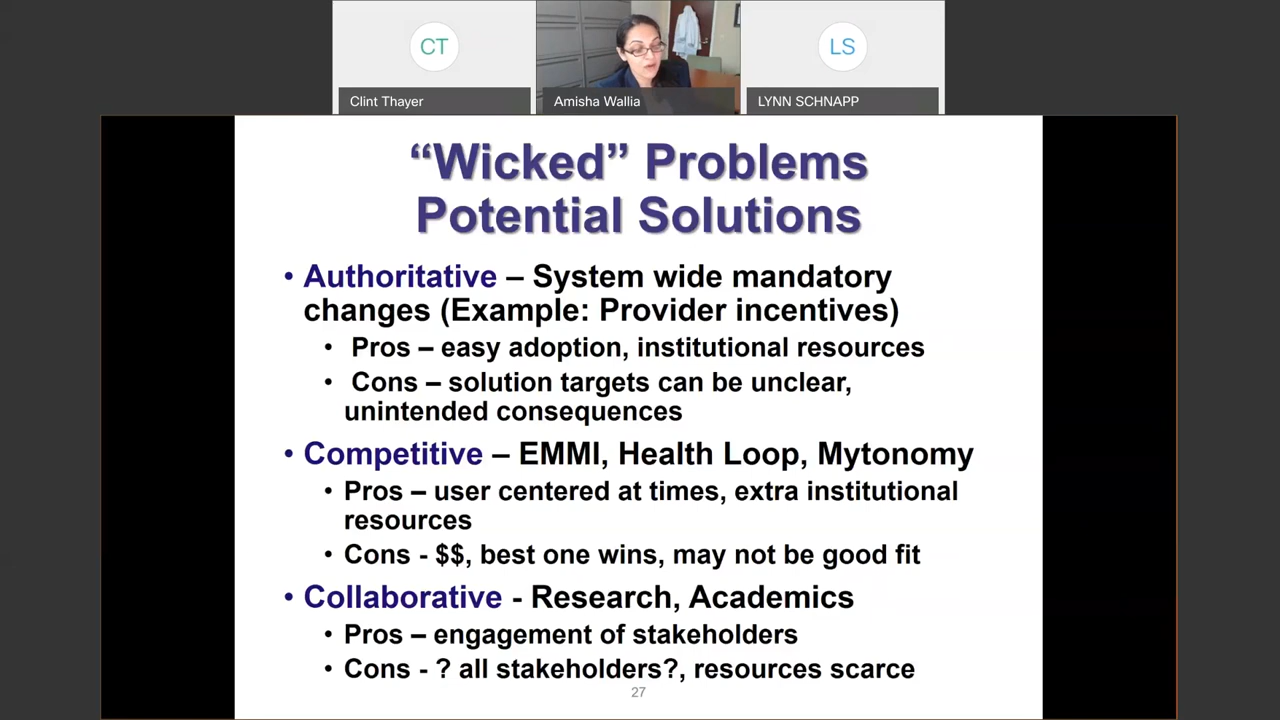 CT
LS
Clint Thayer
Amisha Wallia
LYNN SCHNAPP
“Wicked” Problems
Potential Solutions
• Authoritative – System wide mandatory
changes (Example: Provider incentives)
• Pros – easy adoption, institutional resources
• Cons – solution targets can be unclear,
unintended consequences
• Competitive – EMMI, Health Loop, Mytonomy
• Pros – user centered at times, extra institutional
resources
• Cons - $$, best one wins, may not be good fit
• Collaborative - Research, Academics
• Pros – engagement of stakeholders
• Cons - ? all stakeholders?, resources scarce
27